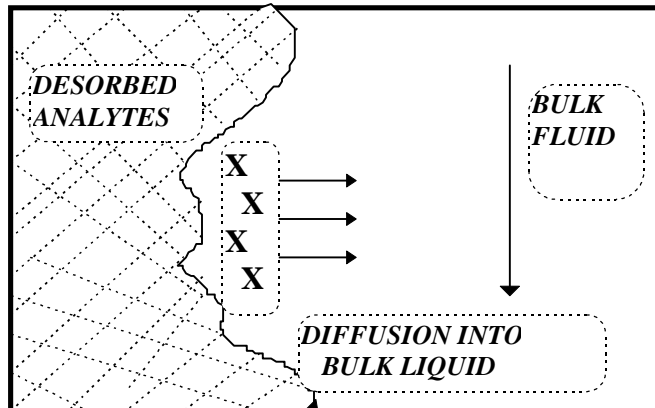 DESORBED
ANALYTES
BULK
FLUID
X
X
X
X
DIFFUSION INTO
BULK LIQUID